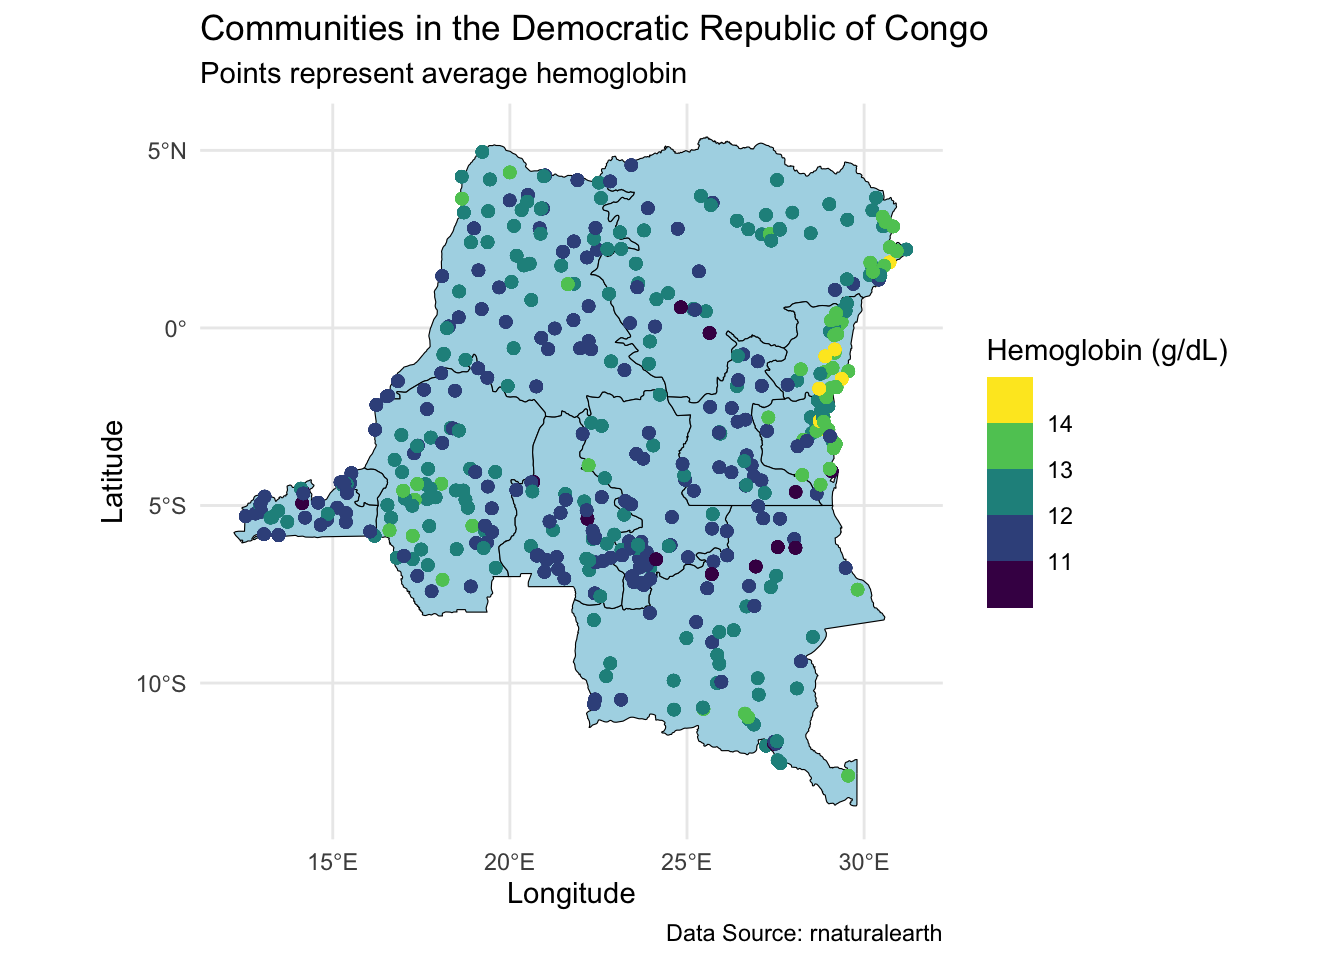 Communities in the Democratic Republic of Congo
Points represent average hemoglobin
5°N
0°
5°S
10°S
Latitude
15°E
20°E
25°E
30°E
Longitude
Hemoglobin (g/dL)
14
13
12
11
Data Source: rnaturalearth